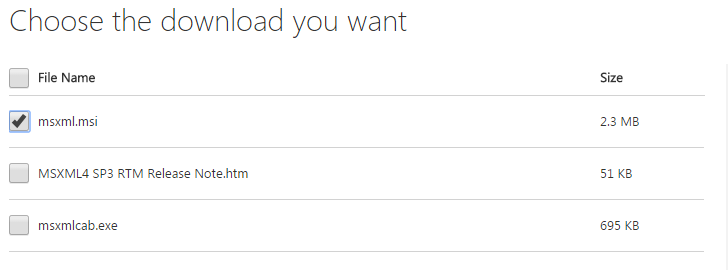 Choose the download you want
File Name Size
msxml.msi 2.3 MB
MSXML4 SP3 RTM Release Note.htm 51 KB
msxmlcab.exe 695 KB